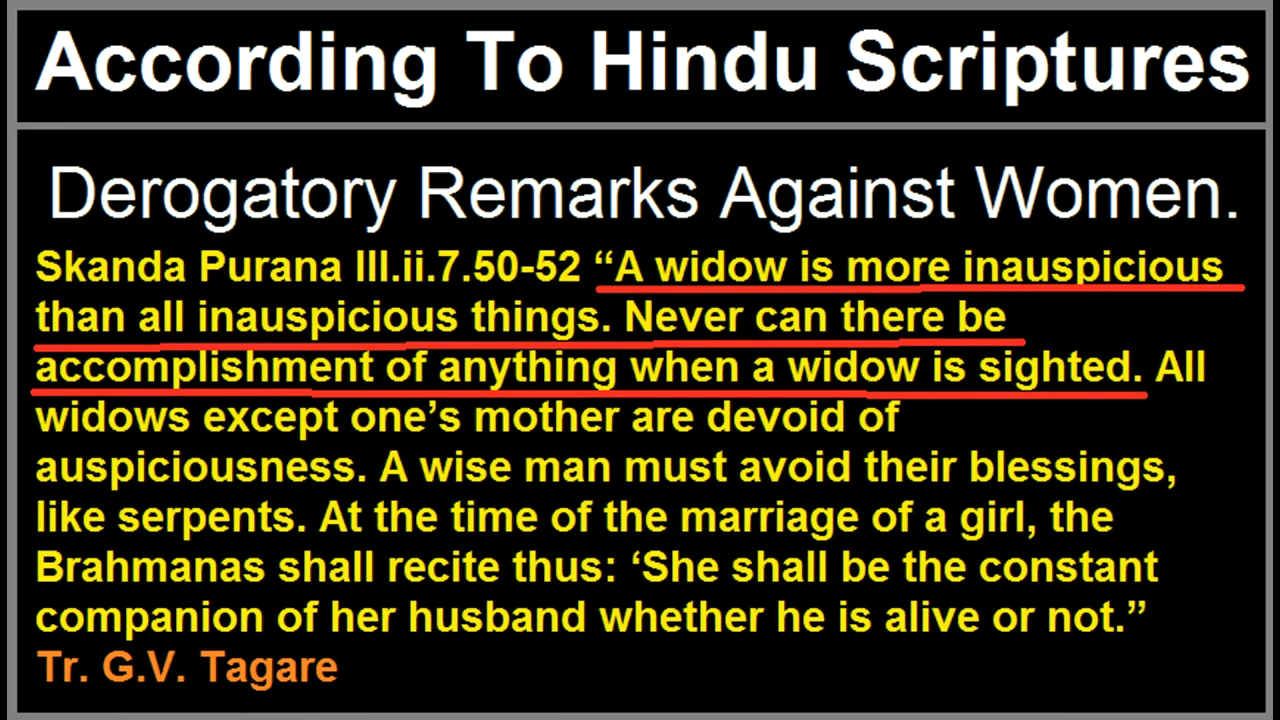 According To Hindu Scriptures
Derogatory Remarks Against Women.
Skanda Purana III.ii.7.50-52 “A widow is more inauspicious
than all inauspicious things. Never can there be
accomplishment of anything when a widow is sighted. All
widows except one’s mother are devoid of
auspiciousness. A wise man must avoid their blessings,
like serpents. At the time of the marriage of a girl, the
Brahmanas shall recite thus: ‘She shall be the constant
companion of her husband whether he is alive or not.”
Tr. G.V. Tagare